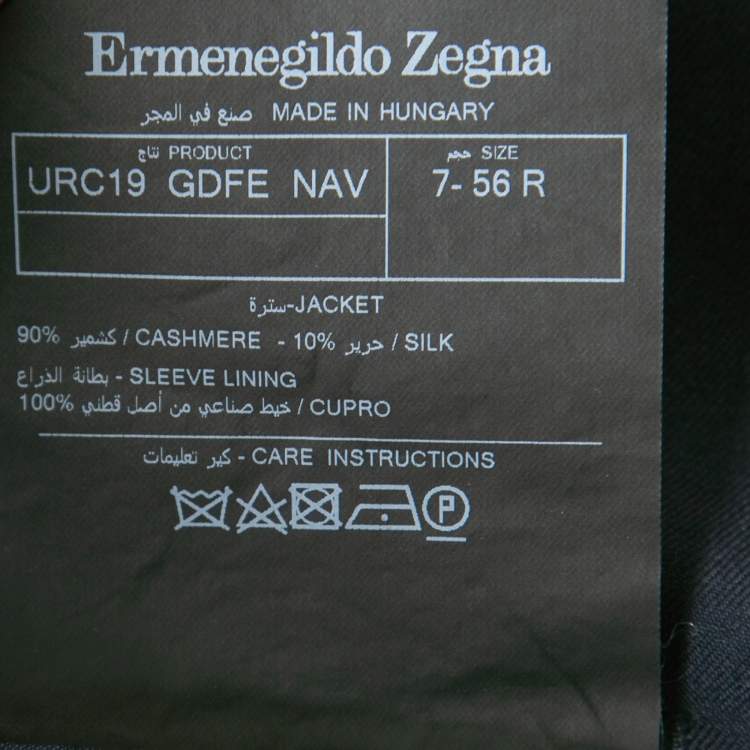 Ermenegildo Zegna
صنع في المجر MADE IN HUNGARY
نتاج PRODUCT
URC19 GDFE NAV
حجم SIZE
7- 56 R
سترة-JACKET
90% كشمير / CASHMERE - 10% حرير / SILK
بطانة الذراع - SLEEVE LINING
100% خيط صناعي من أصل قطني / CUPRO
كير تعليمات - CARE INSTRUCTIONS
P